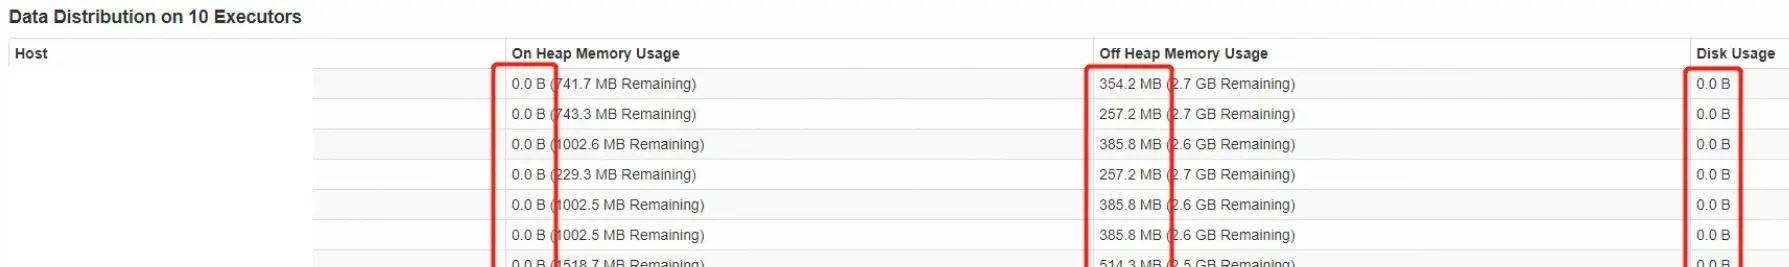 Data Distribution on 10 Executors
Host On Heap Memory Usage Off Heap Memory Usage Disk Usage
0.0 B (741.7 MB Remaining) 354.2 MB (2.7 GB Remaining) 0.0 B
0.0 B (743.3 MB Remaining) 257.2 MB (2.7 GB Remaining) 0.0 B
0.0 B (1002.6 MB Remaining) 385.8 MB (2.6 GB Remaining) 0.0 B
0.0 B (229.3 MB Remaining) 257.2 MB (2.7 GB Remaining) 0.0 B
0.0 B (1002.5 MB Remaining) 385.8 MB (2.6 GB Remaining) 0.0 B
0.0 B (1002.5 MB Remaining) 385.8 MB (2.6 GB Remaining) 0.0 B
0.0 B (1518.7 MB Remaining) 514.3 MB (2.5 GB Remaining) 0.0 B